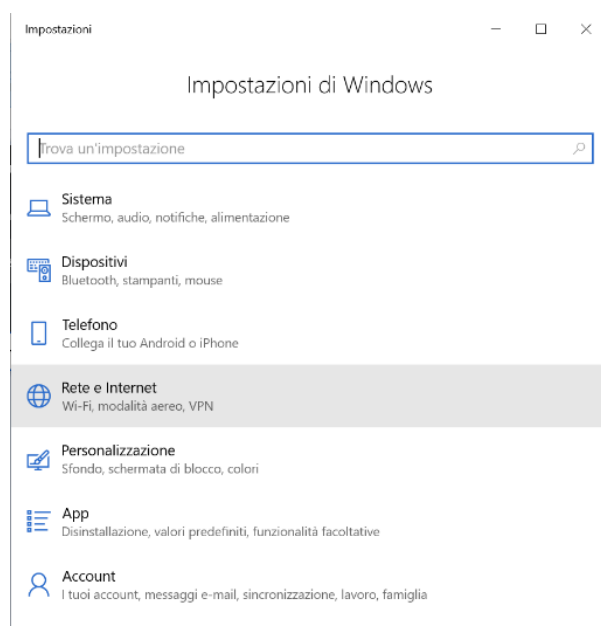 Impostazioni
Impostazioni di Windows
Trova un'impostazione
Sistema
Schermo, audio, notifiche, alimentazione
Dispositivi
Bluetooth, stampanti, mouse
Telefono
Collega il tuo Android o iPhone
Rete e Internet
Wi-Fi, modalità aereo, VPN
Personalizzazione
Sfondo, schermata di blocco, colori
App
Disinstallazione, valori predefiniti, funzionalità facoltative
Account
I tuoi account, messaggi e-mail, sincronizzazione, lavoro, famiglia